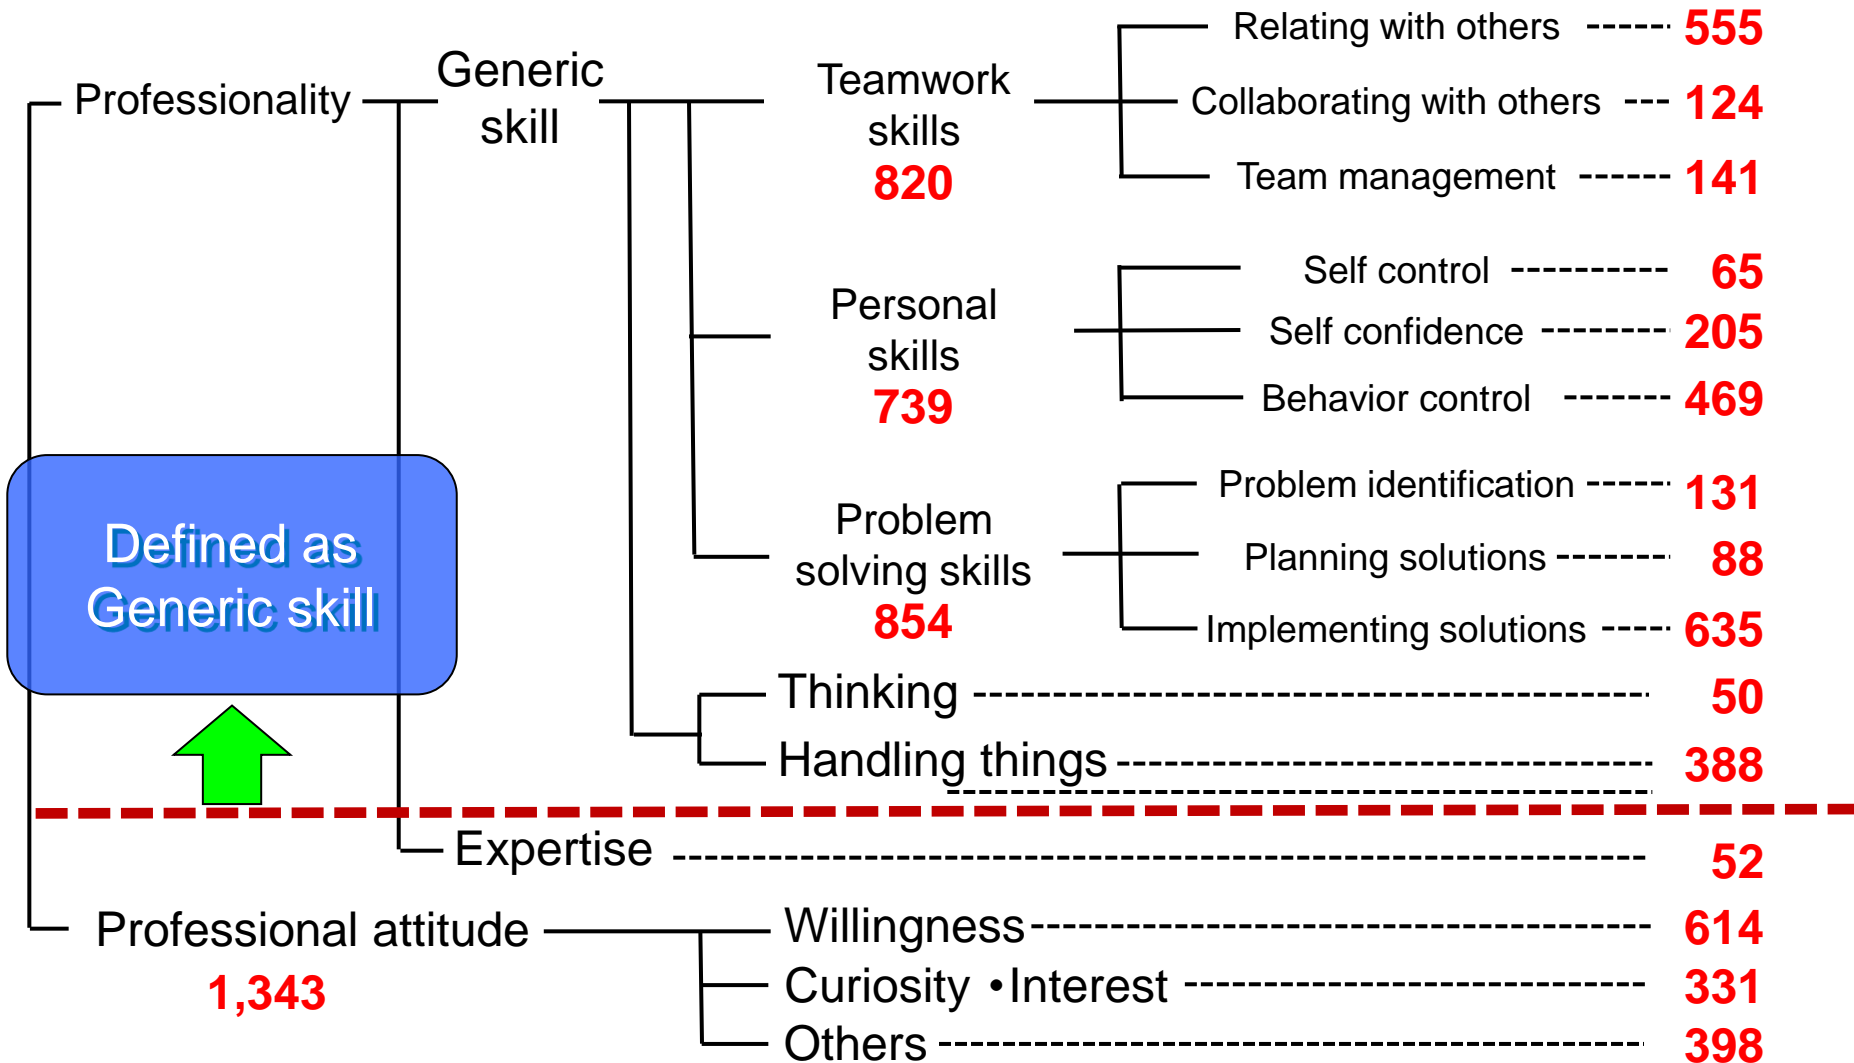 Professionality
Generic
skill
Teamwork
skills
820
Relating with others 555
Collaborating with others 124
Team management 141
Personal
skills
739
Self control 65
Self confidence 205
Behavior control 469
Problem
solving skills
854
Problem identification 131
Planning solutions 88
Implementing solutions 635
Defined as
Generic skill
Thinking 50
Handling things 388
Expertise 52
Professional attitude
1,343
Willingness 614
Curiosity・Interest 331
Others 398